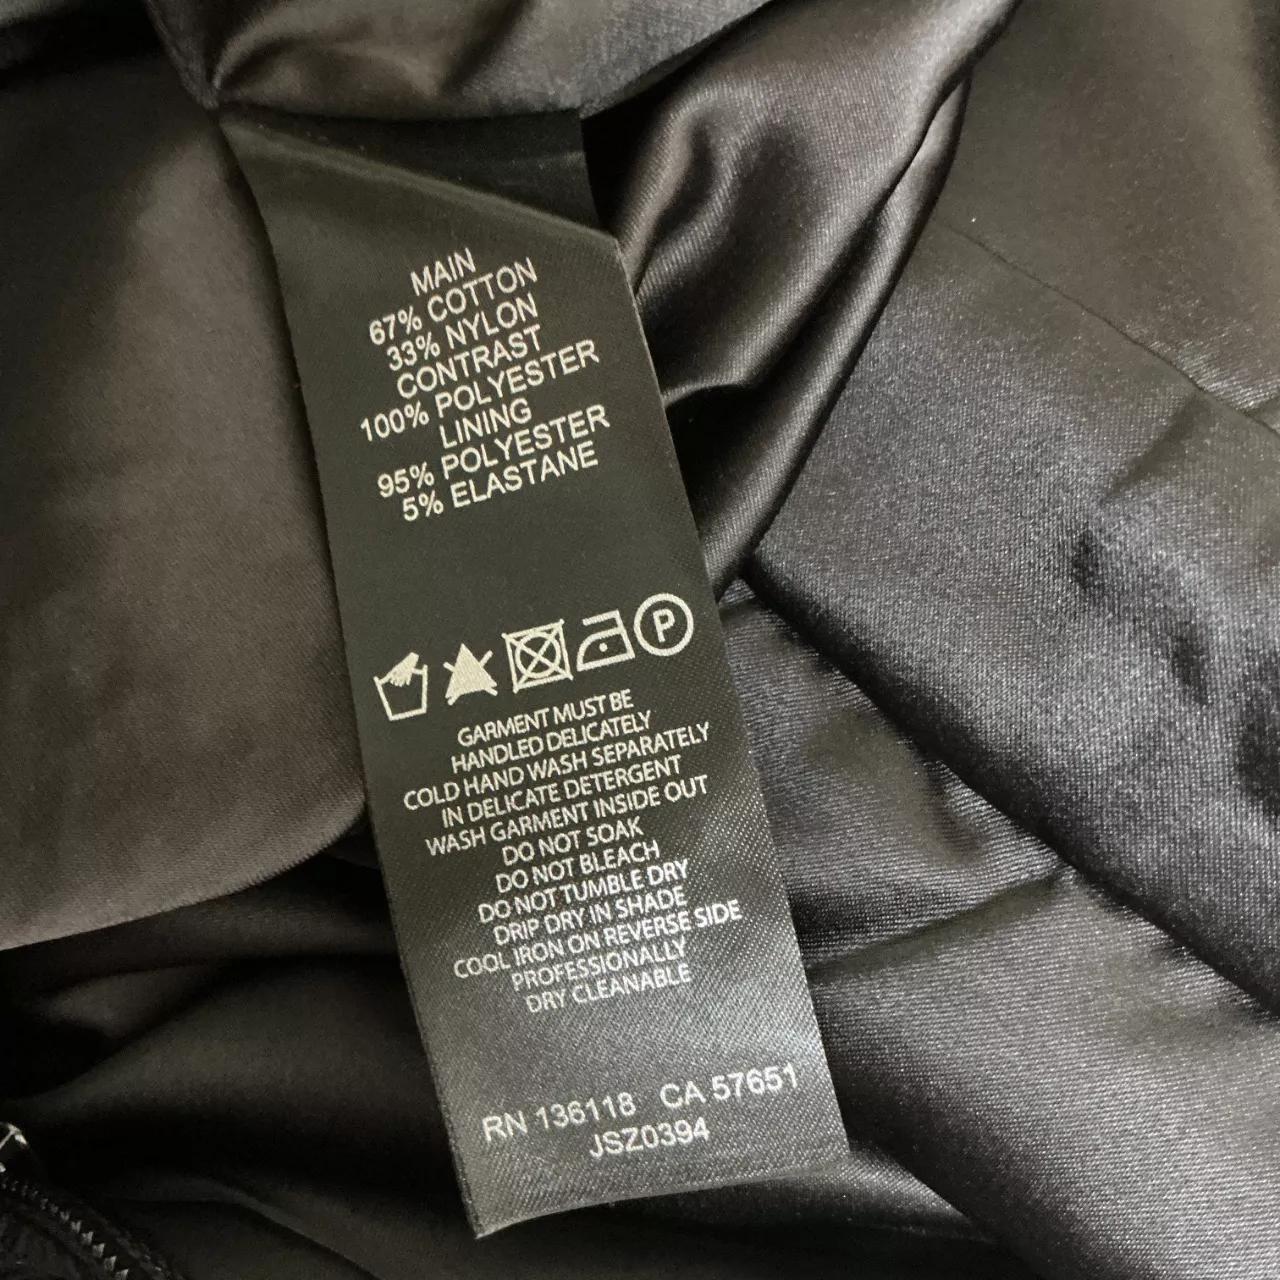 MAIN
67% COTTON
33% NYLON
CONTRAST
100% POLYESTER
LINING
95% POLYESTER
5% ELASTANE
P
GARMENT MUST BE
HANDLED DELICATELY
COLD HAND WASH SEPARATELY
IN DELICATE DETERGENT
WASH GARMENT INSIDE OUT
DO NOT SOAK
DO NOT BLEACH
DO NOT TUMBLE DRY
DRIP DRY IN SHADE
COOL IRON ON REVERSE SIDE
PROFESSIONALLY
DRY CLEANABLE
RN 136118 CA 57651
JSZ0394